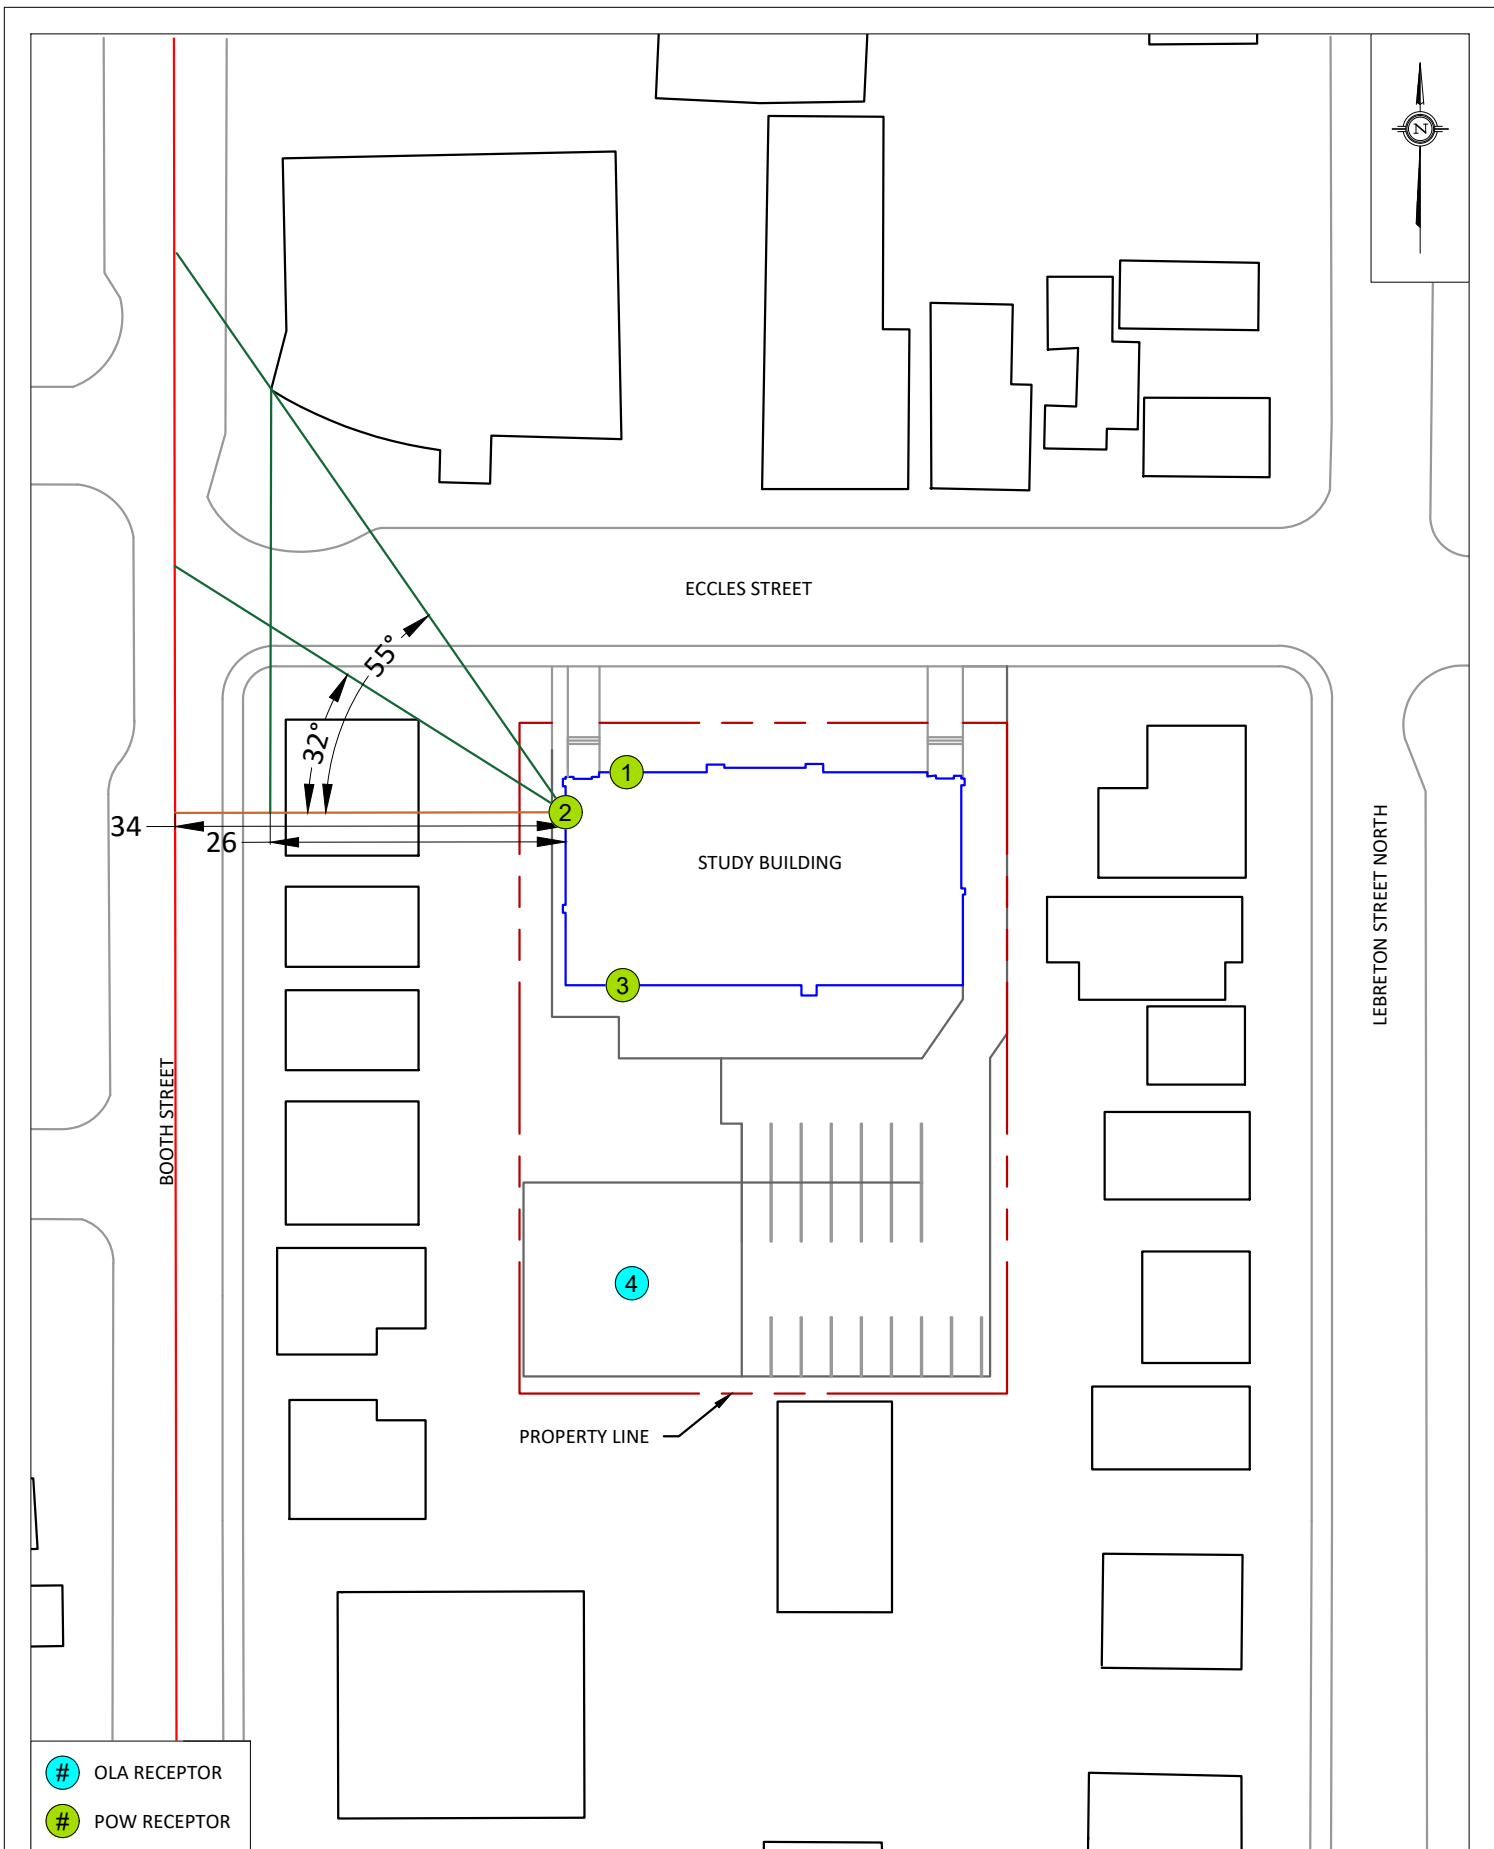 N
ECCLES STREET
55°
32°
1
2
34
26
STUDY BUILDING
LEBRETON STREET NORTH
3
BOOTH STREET
4
PROPERTY LINE
# OLA RECEPTOR
# POW RECEPTOR